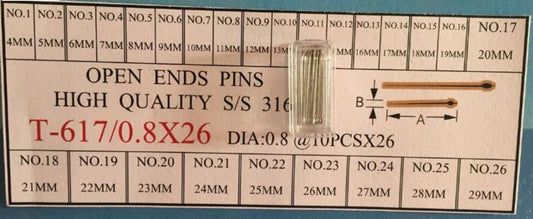 NO.1 NO.2 NO.3 NO.4 NO.5 NO.6 NO.7 NO.8 NO.9 NO.10 NO.11 NO.12 NO.13 NO.14 NO.15 NO.16 NO.17
4MM 5MM 6MM 7MM 8MM 9MM 10MM 11MM 12MM 13M MM 16MM 17MM 18MM 19MM 20MM
OPEN ENDS PINS
HIGH QUALITY S/S 316
B
A
T-617/0.8X26 DIA:0.8 @10PCSX26
NO.18 NO.19 NO.20 NO.21 NO.22 NO.23 NO.24 NO.25 NO.26
21MM 22MM 23MM 24MM 25MM 26MM 27MM 28MM 29MM